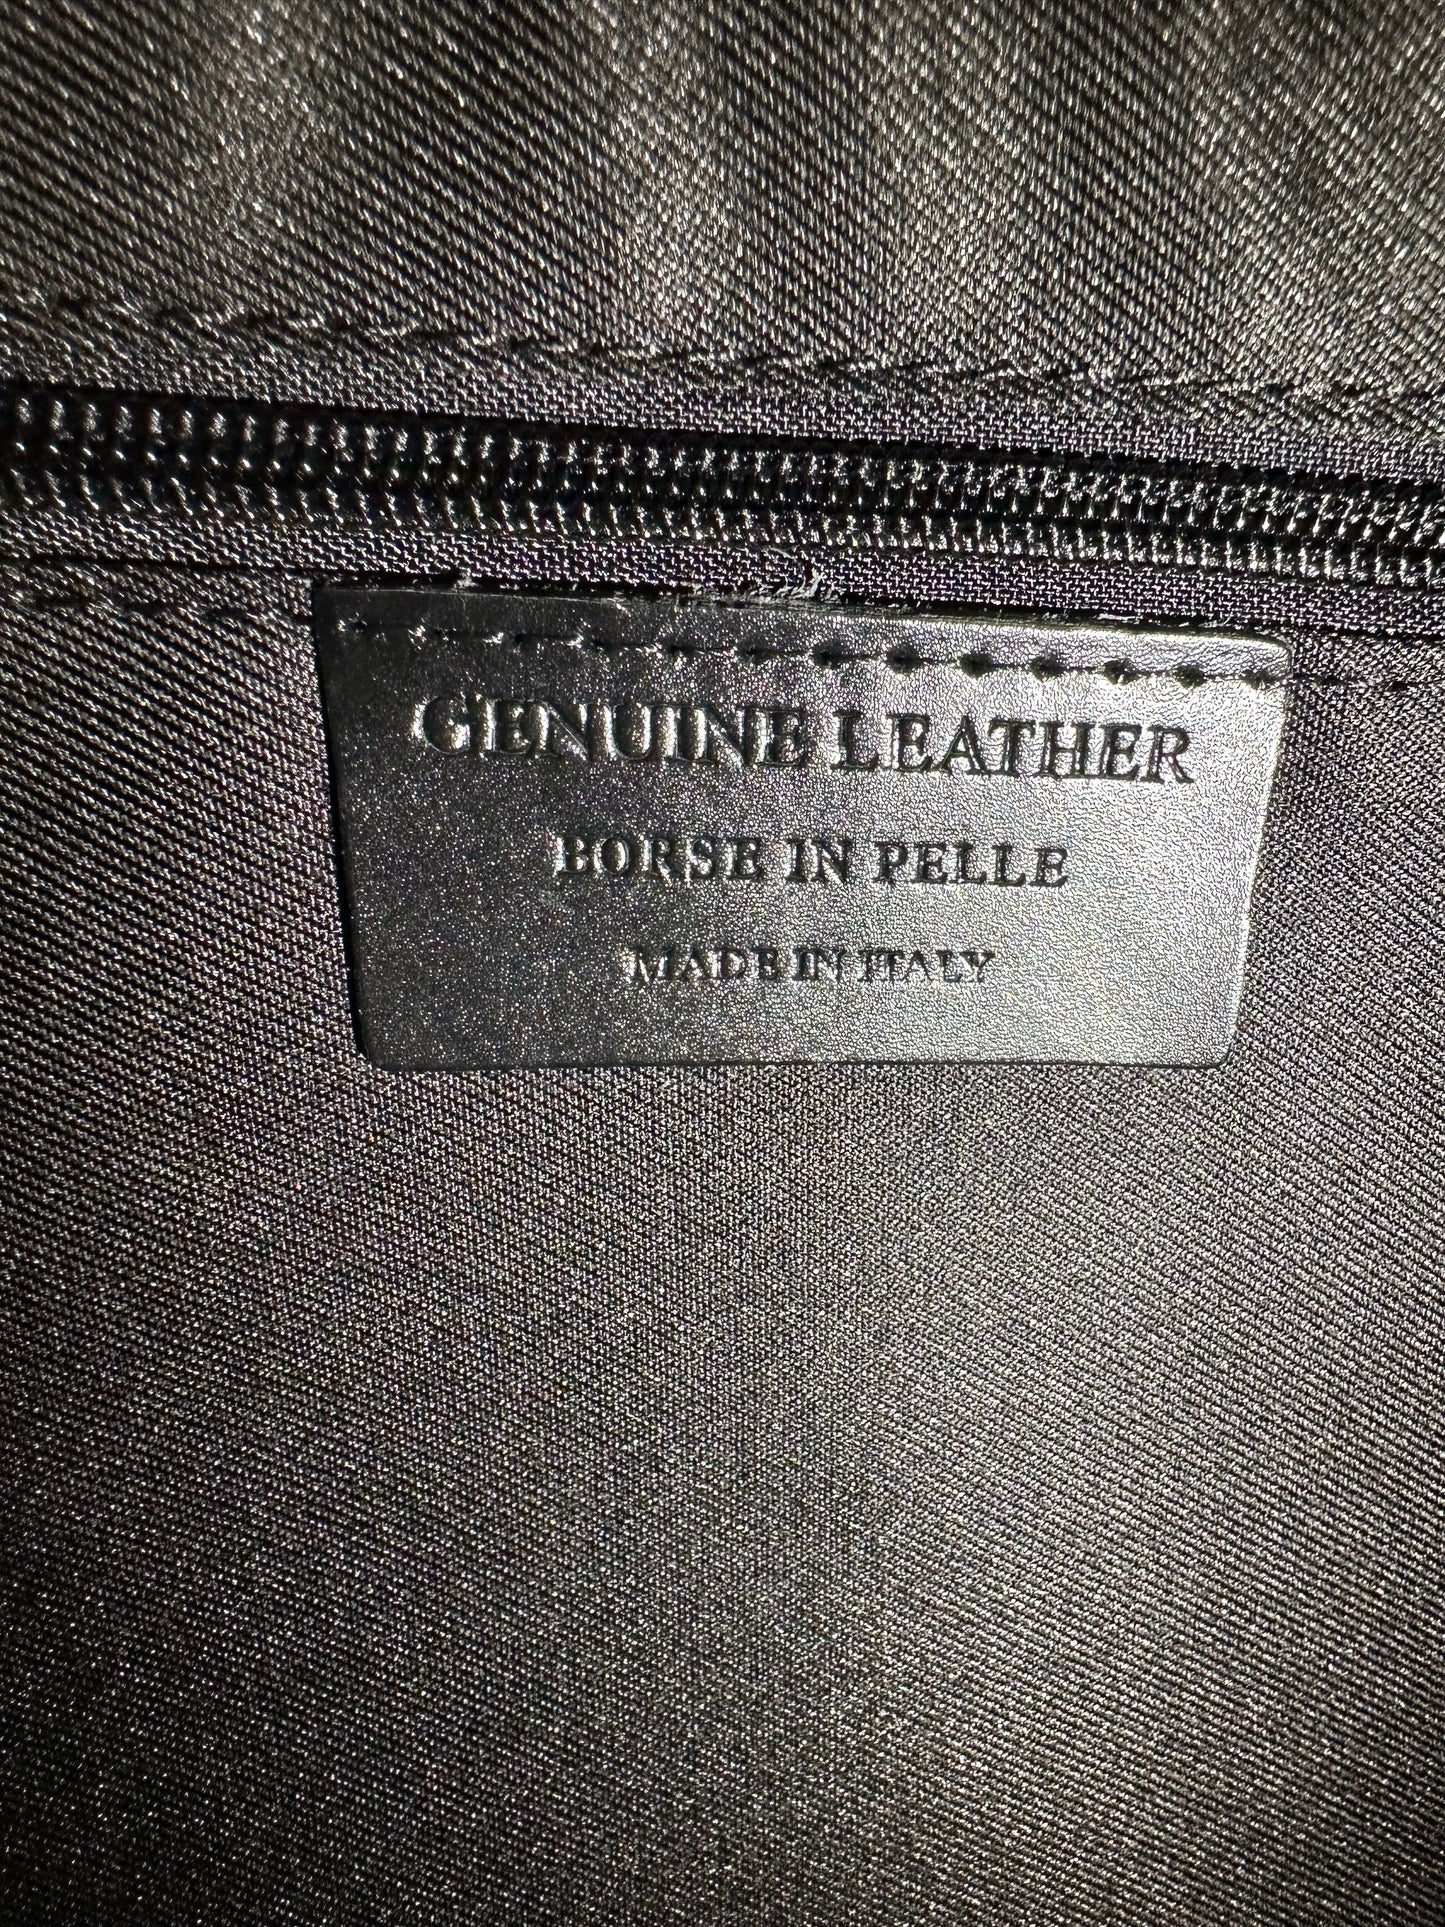 GENUINE LEATHER
BORSE IN PELLE
MADE IN ITALY